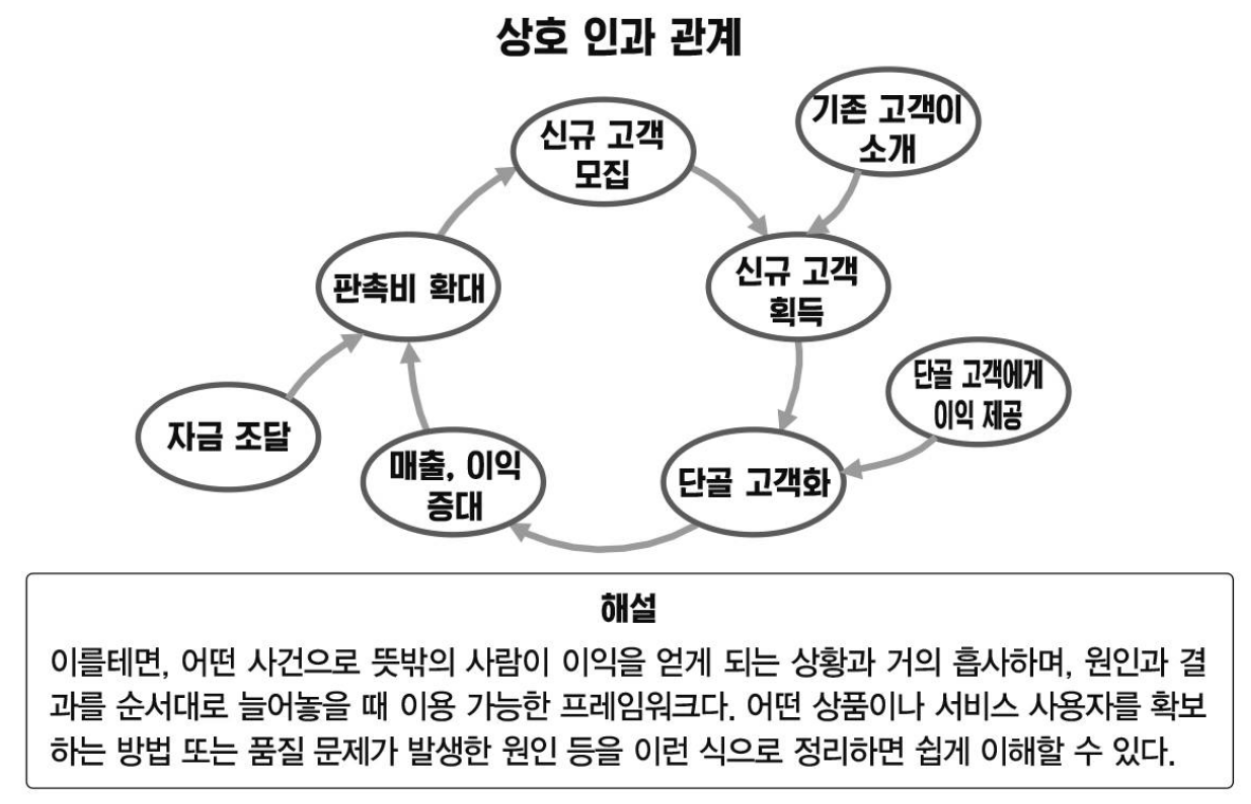 상호 인과 관계
신규 고객
모집
기존 고객이
소개
판촉비 확대
신규 고객
획득
단골 고객에게
이익 제공
자금 조달
매출, 이익
증대
단골 고객화
해설
이를테면, 어떤 사건으로 뜻밖의 사람이 이익을 얻게 되는 상황과 거의 흡사하며, 원인과 결
과를 순서대로 늘어놓을 때 이용 가능한 프레임워크다. 어떤 상품이나 서비스 사용자를 확보
하는 방법 또는 품질 문제가 발생한 원인 등을 이런 식으로 정리하면 쉽게 이해할 수 있다.